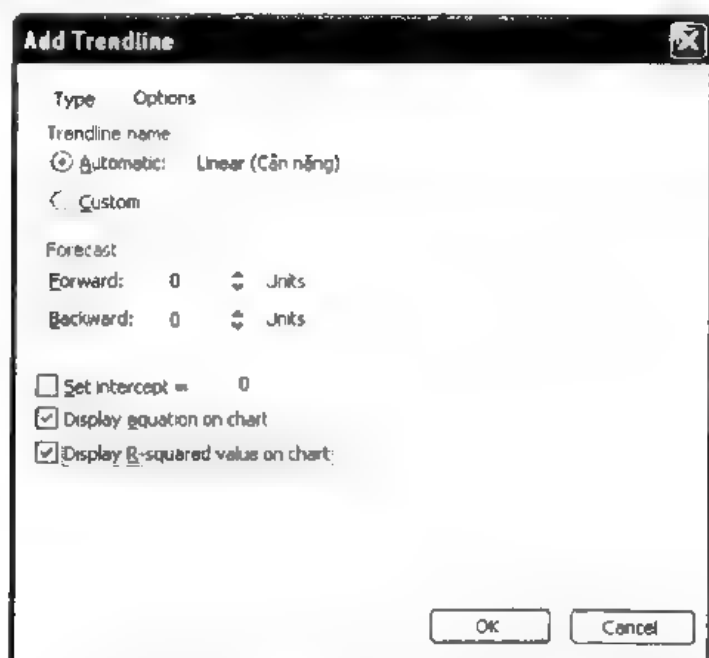 Add Trendline
Type Options
Trendline name
Automatic: Linear (Cân nặng)
Custom
Forecast
Forward: 0 Units
Backward: 0 Units
Set intercept = 0
Display equation on chart
Display R-squared value on chart
OK Cancel